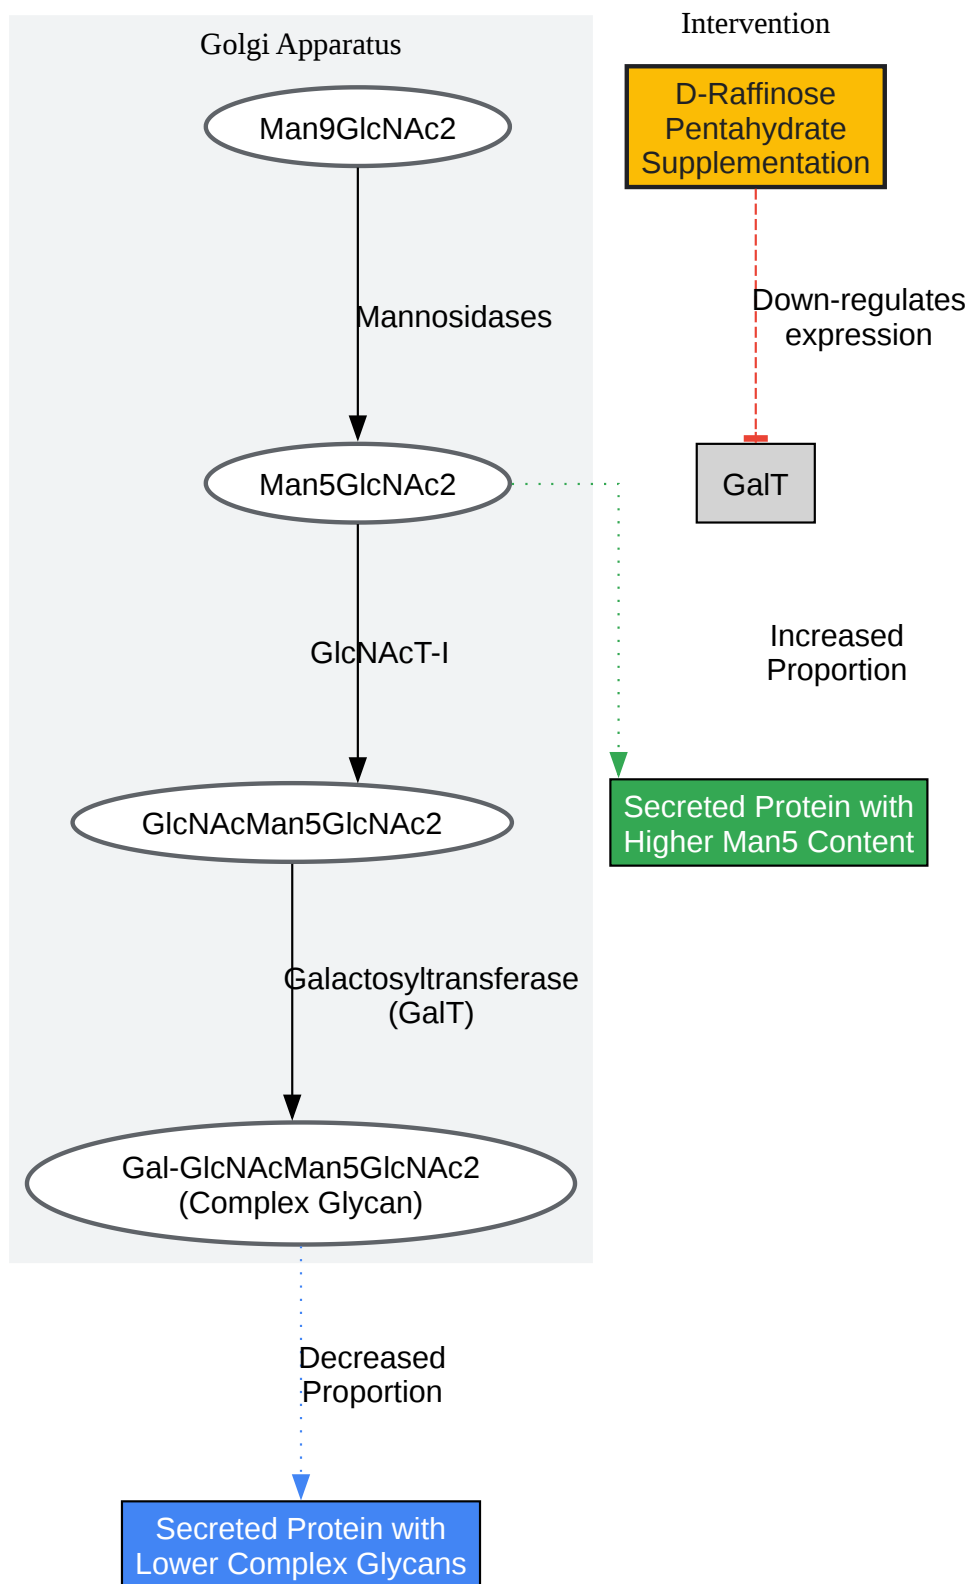 Golgi Apparatus
Intervention
Man9GlcNAc2
D-Raffinose
Pentahydrate
Supplementation
Mannosidases
Down-regulates
expression
Man5GlcNAc2
GalT
GlcNAcT-I
Increased
Proportion
GlcNAcMan5GlcNAc2
Secreted Protein with
Higher Man5 Content
Galactosyltransferase
(GalT)
Gal-GlcNAcMan5GlcNAc2
(Complex Glycan)
Decreased
Proportion
Secreted Protein with
Lower Complex Glycans